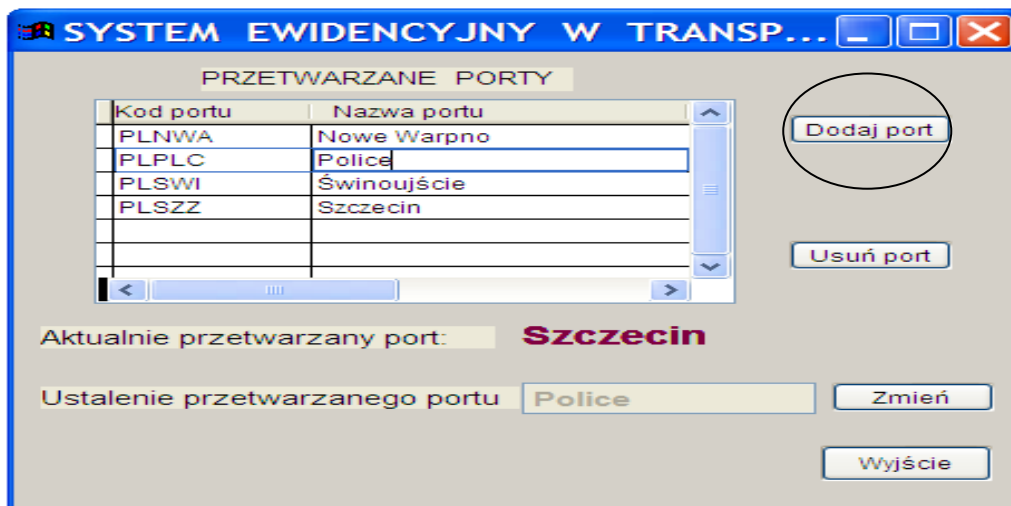 SYSTEM EWIDENCYJNY W TRANSP...
PRZETWARZANE PORTY
Kod portu Nazwa portu
PLNWA Nowe Warpno
PLPLC Police
PLSWI Świnoujście
PLSZZ Szczecin
Dodaj port
Usuń port
Aktualnie przetwarzany port: Szczecin
Ustalenie przetwarzanego portu Police Zmień
Wyjście